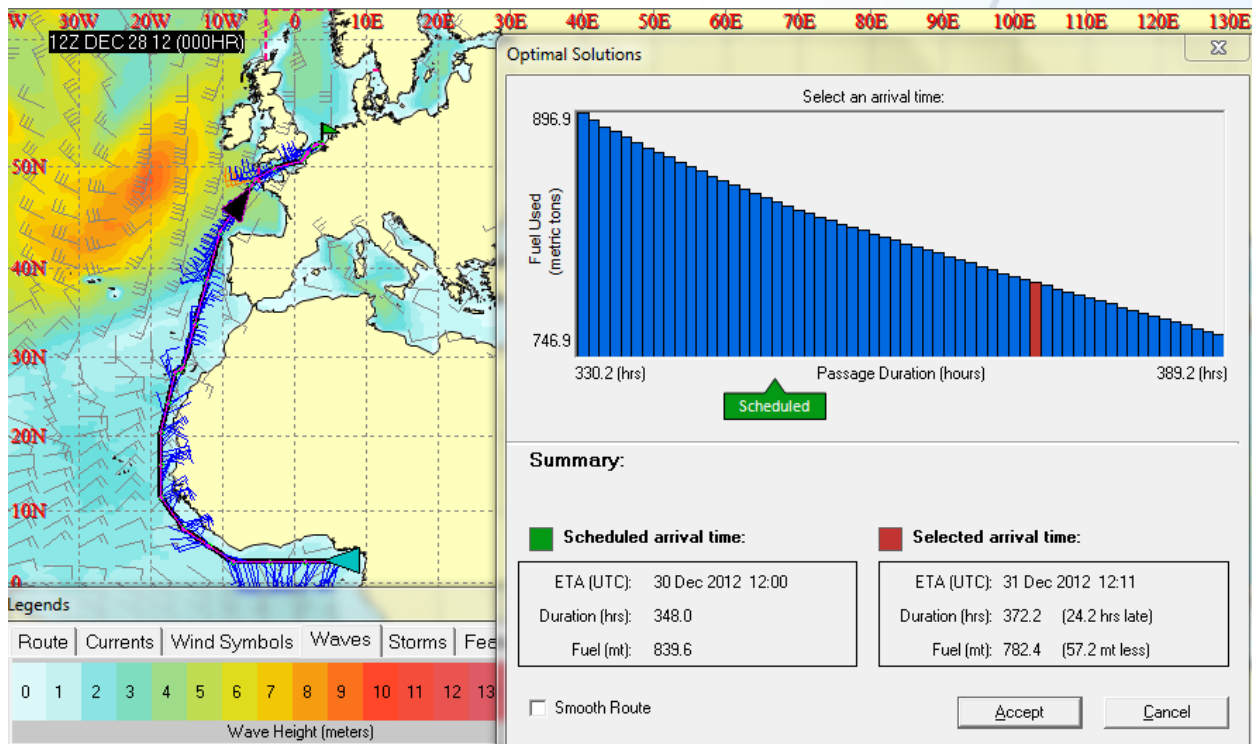 W 30W 20W 10W 0 10E 20E 30E 40E 50E 60E 70E 80E 90E 100E 110E 120E 130E
12Z DEC 28 12 (000HR)
50N
40N
30N
20N
10N
0
Optimal Solutions
Select an arrival time:
896.9
Fuel Used
(metric tons)
746.9
330.2 (hrs) Passage Duration (hours) 389.2 (hrs)
Scheduled
Summary:
Scheduled arrival time: Selected arrival time:
ETA (UTC): 30 Dec 2012 12:00 ETA (UTC): 31 Dec 2012 12:11
Duration (hrs): 348.0 Duration (hrs): 372.2 (24.2 hrs late)
Fuel (mt): 839.6 Fuel (mt): 782.4 (57.2 mt less)
Smooth Route Accept Cancel
Legends
Route Currents Wind Symbols Waves Storms Fea
0 1 2 3 4 5 6 7 8 9 10 11 12 13
Wave Height (meters)